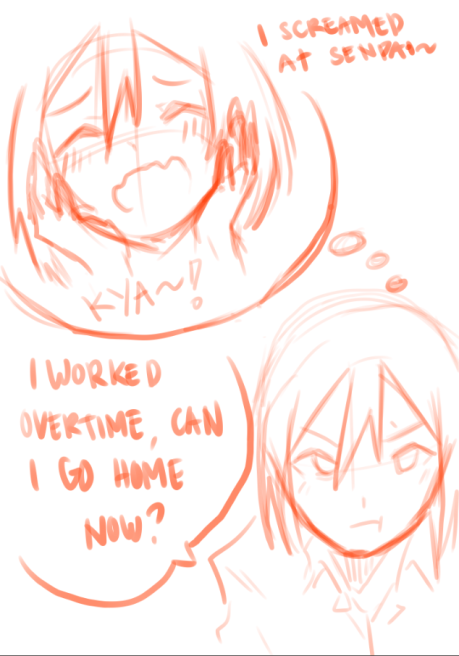 I SCREAMED
AT SENPAI~
KYA~!
I WORKED
OVERTIME, CAN
I GO HOME
NOW?